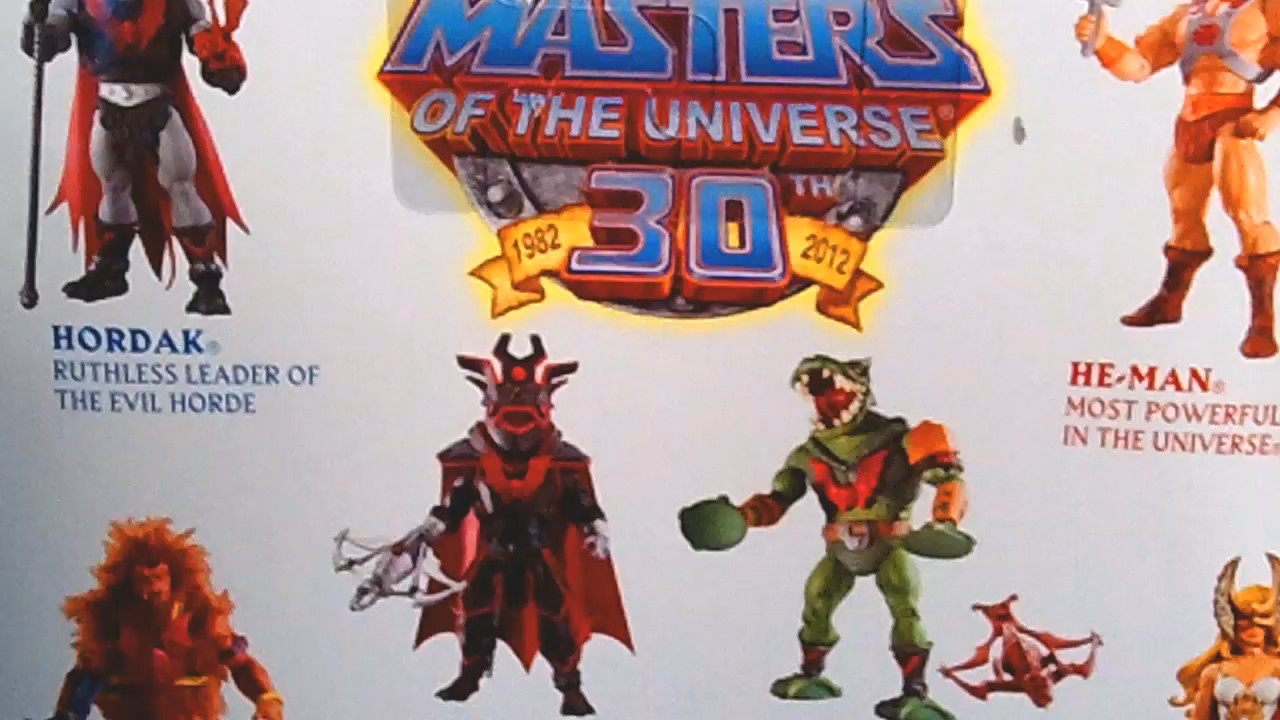 MASTERS
OF THE UNIVERSE®
30TH
1982
2012
HORDAK®
RUTHLESS LEADER OF
THE EVIL HORDE
HE-MAN®
MOST POWERFUL
IN THE UNIVERSE